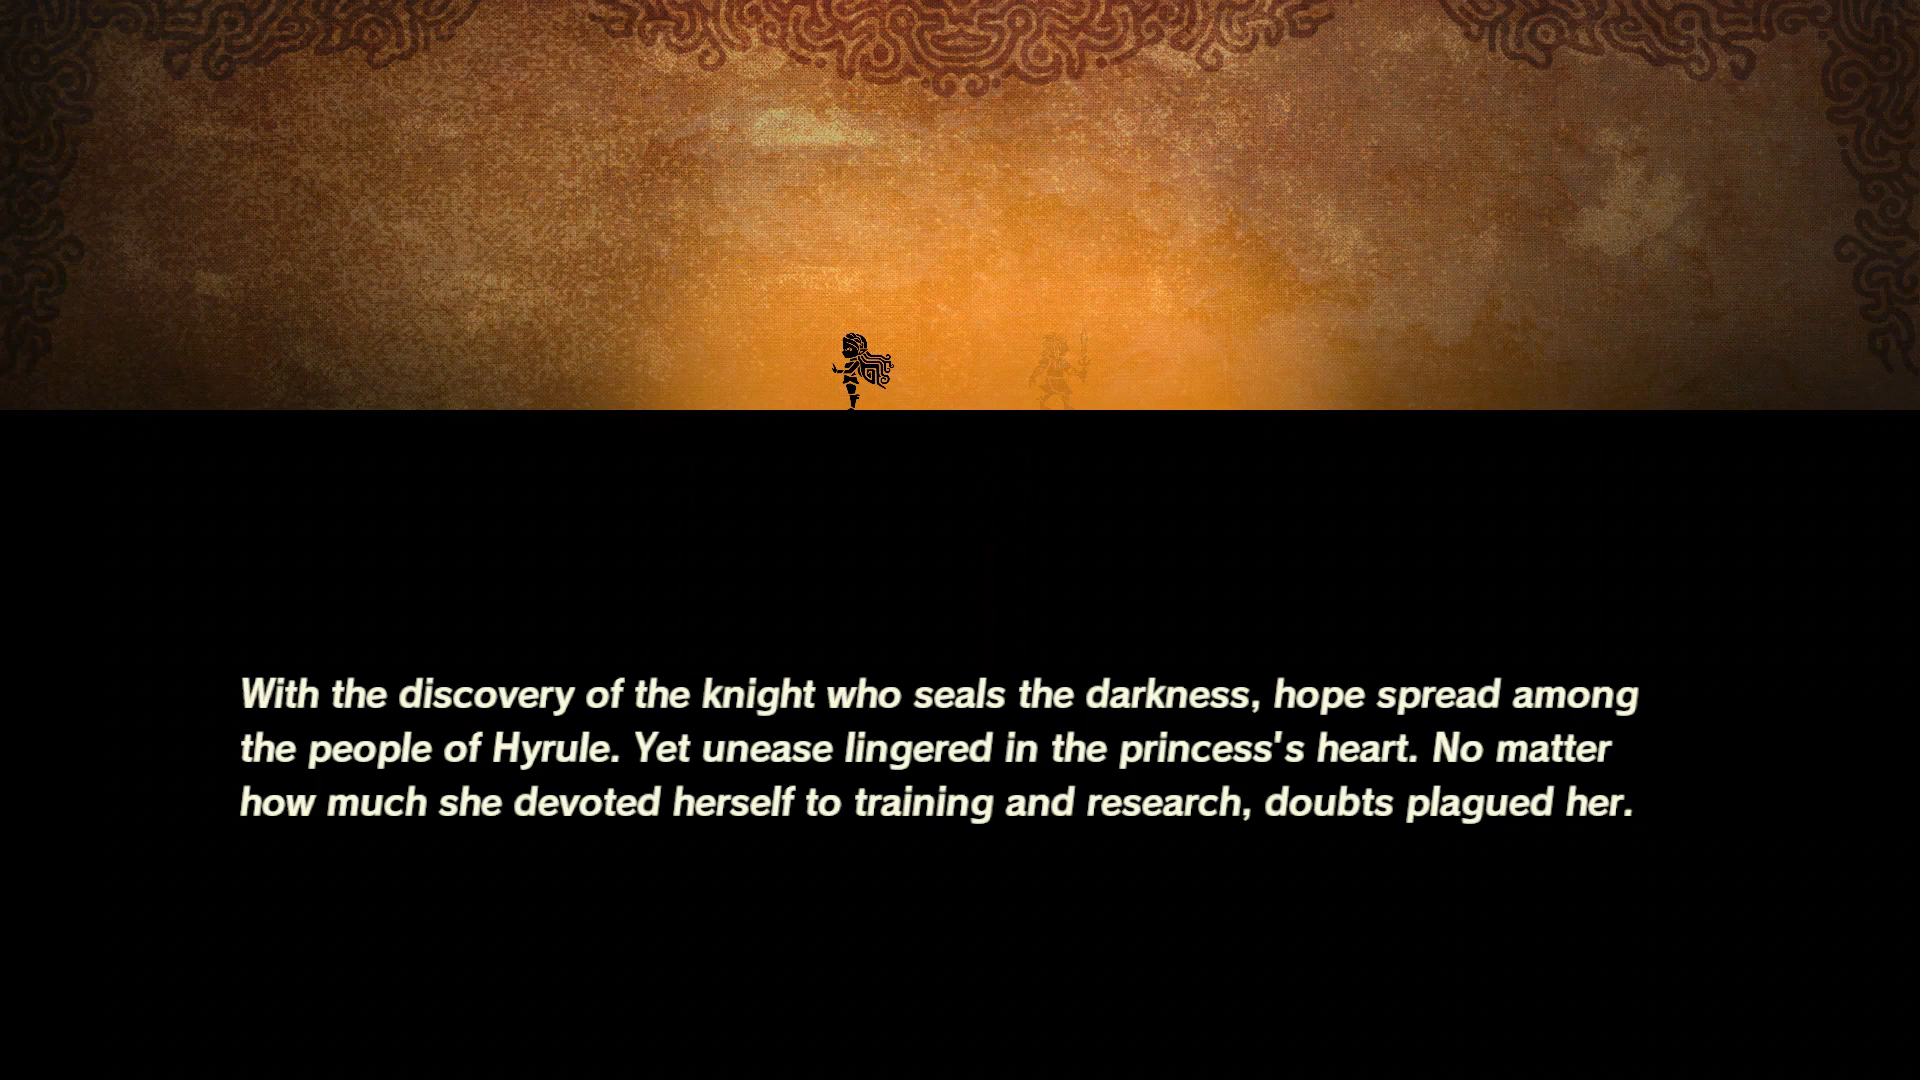 With the discovery of the knight who seals the darkness, hope spread among
the people of Hyrule. Yet unease lingered in the princess's heart. No matter
how much she devoted herself to training and research, doubts plagued her.